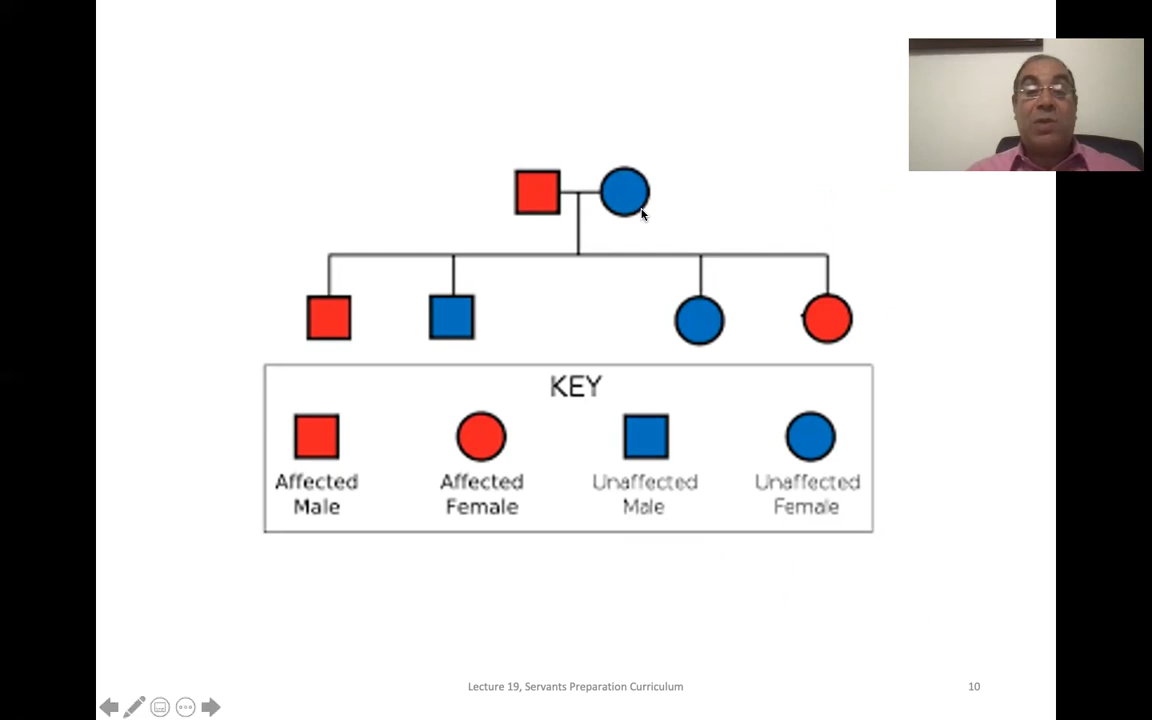 KEY
Affected Male
Affected Female
Unaffected Male
Unaffected Female
Lecture 19, Servants Preparation Curriculum
10